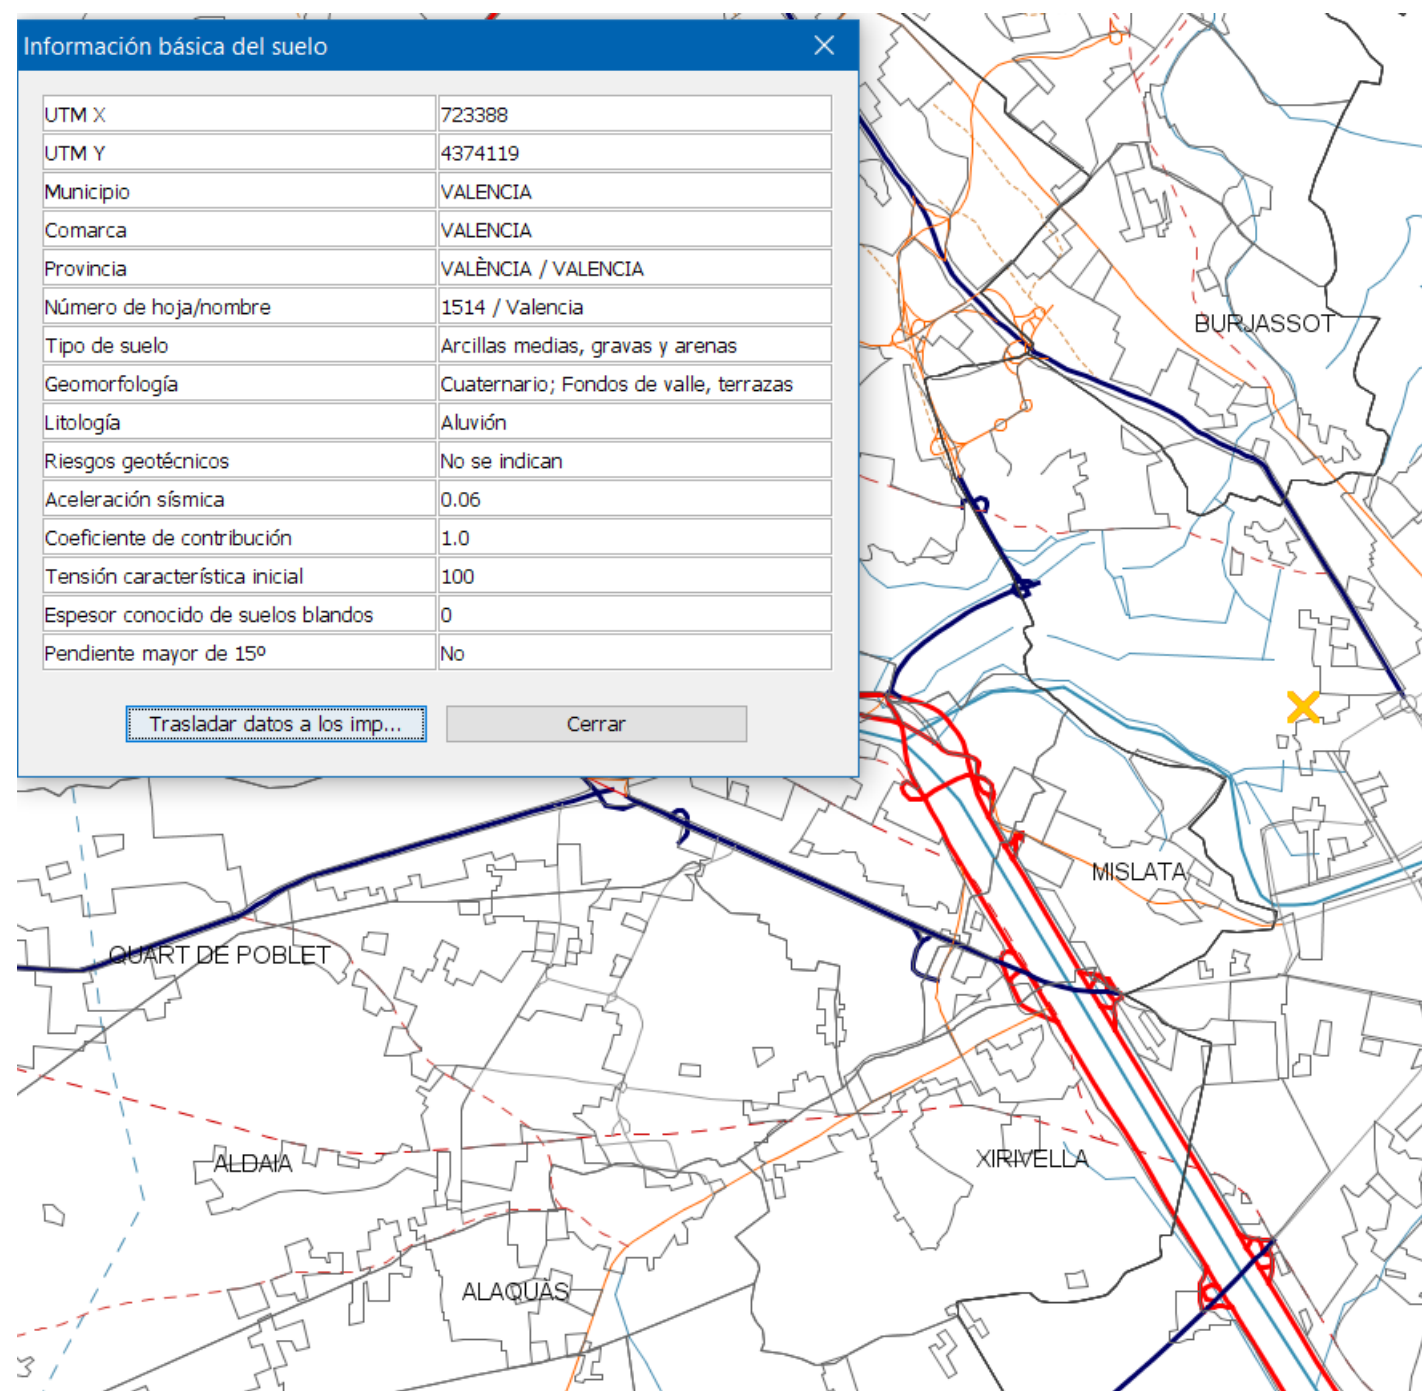 Información básica del suelo
UTM X 723388
UTM Y 4374119
Municipio VALENCIA
Comarca VALENCIA
Provincia VALÈNCIA / VALENCIA
Número de hoja/nombre 1514 / Valencia
Tipo de suelo Arcillas medias, gravas y arenas
Geomorfología Cuaternario; Fondos de valle, terrazas
Litología Aluvión
Riesgos geotécnicos No se indican
Aceleración sísmica 0.06
Coeficiente de contribución 1.0
Tensión característica inicial 100
Espesor conocido de suelos blandos 0
Pendiente mayor de 15º No
Trasladar datos a los imp... Cerrar
BURJASSOT
MISLATA
QUART DE POBLET
ALDAIA
XIRIVELLA
ALAQUÀS